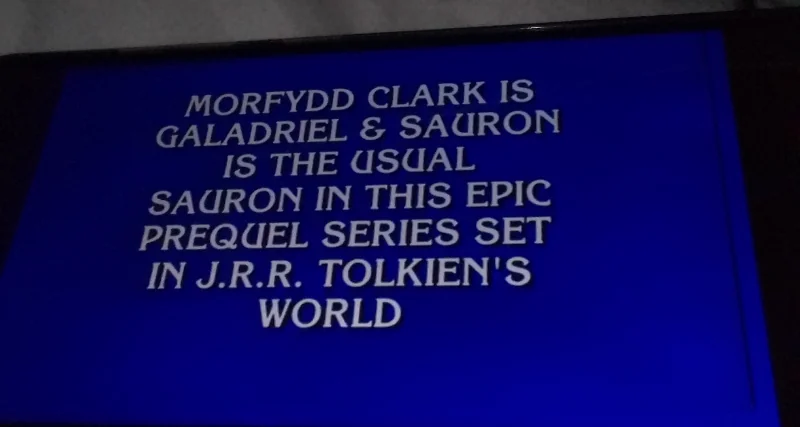 MORFYDD CLARK IS
GALADRIEL & SAURON
IS THE USUAL
SAURON IN THIS EPIC
PREQUEL SERIES SET
IN J.R.R. TOLKIEN'S
WORLD